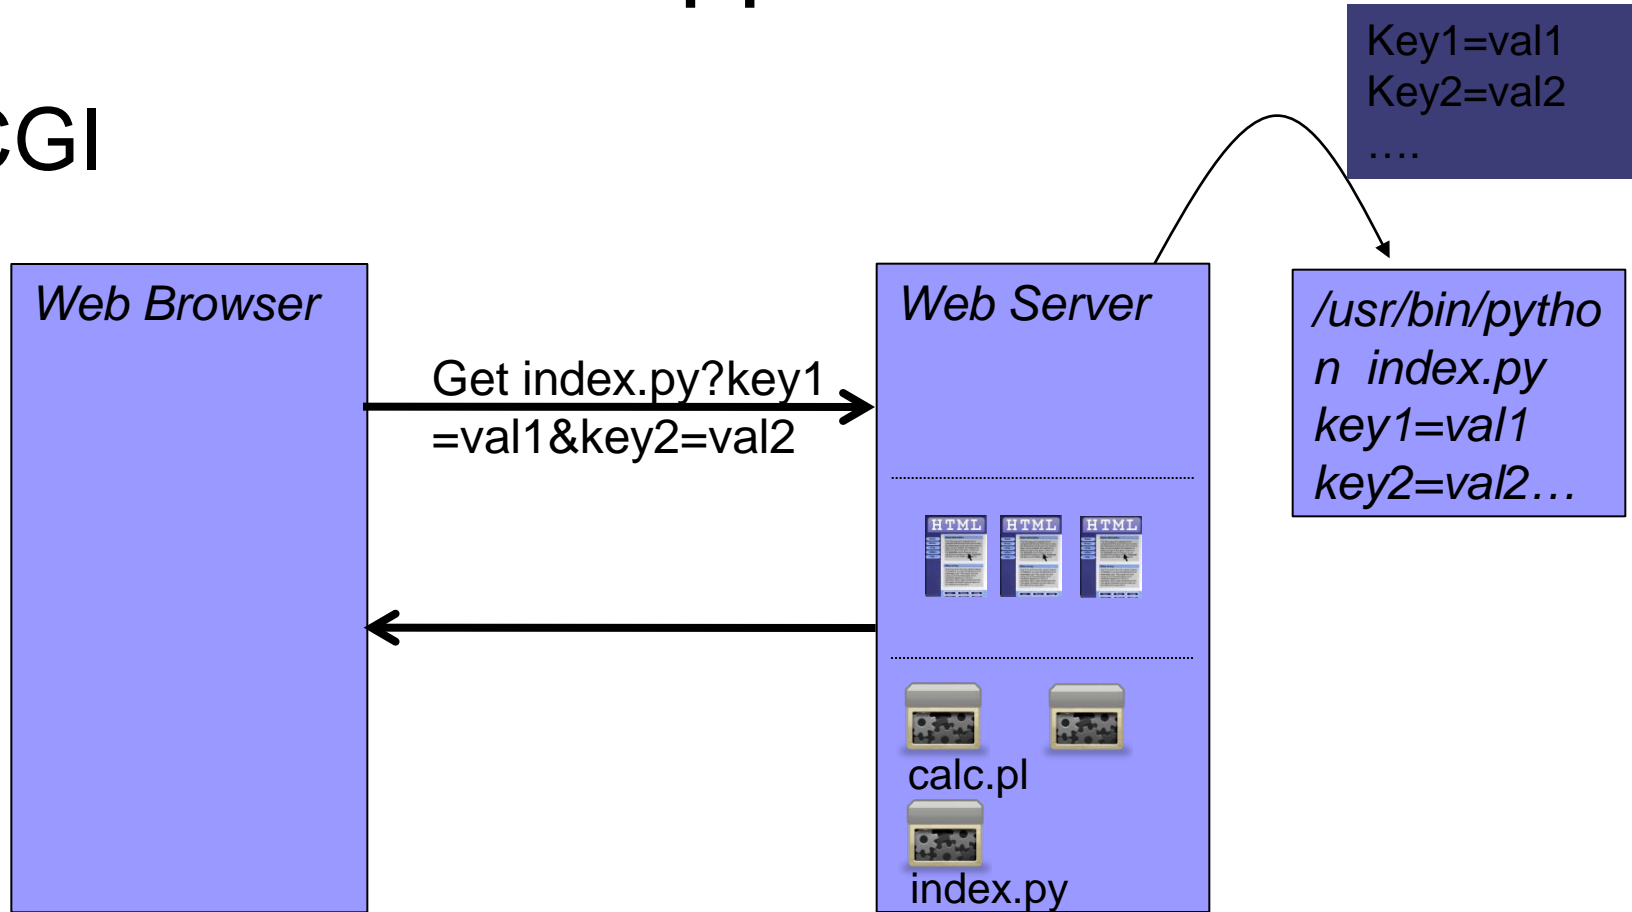 CGI
Key1=val1
Key2=val2
….
Web Browser
Get index.py?key1
=val1&key2=val2
Web Server
HTML HTML HTML
calc.pl
index.py
/usr/bin/pytho
n index.py
key1=val1
key2=val2…